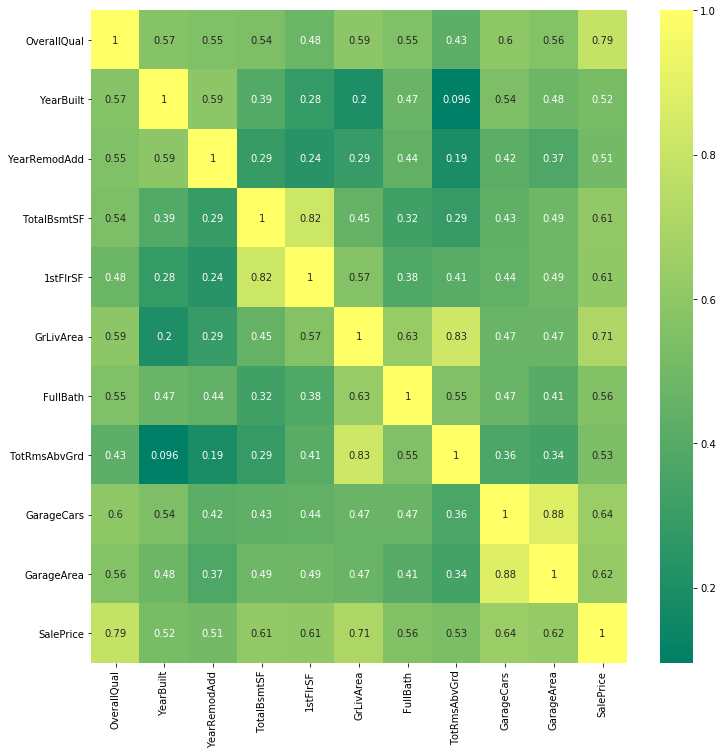 OverallQual 1 0.57 0.55 0.54 0.48 0.59 0.55 0.43 0.6 0.56 0.79
YearBuilt 0.57 1 0.59 0.39 0.28 0.2 0.47 0.096 0.54 0.48 0.52
YearRemodAdd 0.55 0.59 1 0.29 0.24 0.29 0.44 0.19 0.42 0.37 0.51
TotalBsmtSF 0.54 0.39 0.29 1 0.82 0.45 0.32 0.29 0.43 0.49 0.61
1stFlrSF 0.48 0.28 0.24 0.82 1 0.57 0.38 0.41 0.44 0.49 0.61
GrLivArea 0.59 0.2 0.29 0.45 0.57 1 0.63 0.83 0.47 0.47 0.71
FullBath 0.55 0.47 0.44 0.32 0.38 0.63 1 0.55 0.47 0.41 0.56
TotRmsAbvGrd 0.43 0.096 0.19 0.29 0.41 0.83 0.55 1 0.36 0.34 0.53
GarageCars 0.6 0.54 0.42 0.43 0.44 0.47 0.47 0.36 1 0.88 0.64
GarageArea 0.56 0.48 0.37 0.49 0.49 0.47 0.41 0.34 0.88 1 0.62
SalePrice 0.79 0.52 0.51 0.61 0.61 0.71 0.56 0.53 0.64 0.62 1
OverallQual
YearBuilt
YearRemodAdd
TotalBsmtSF
1stFlrSF
GrLivArea
FullBath
TotRmsAbvGrd
GarageCars
GarageArea
SalePrice
1.0
0.8
0.6
0.4
0.2